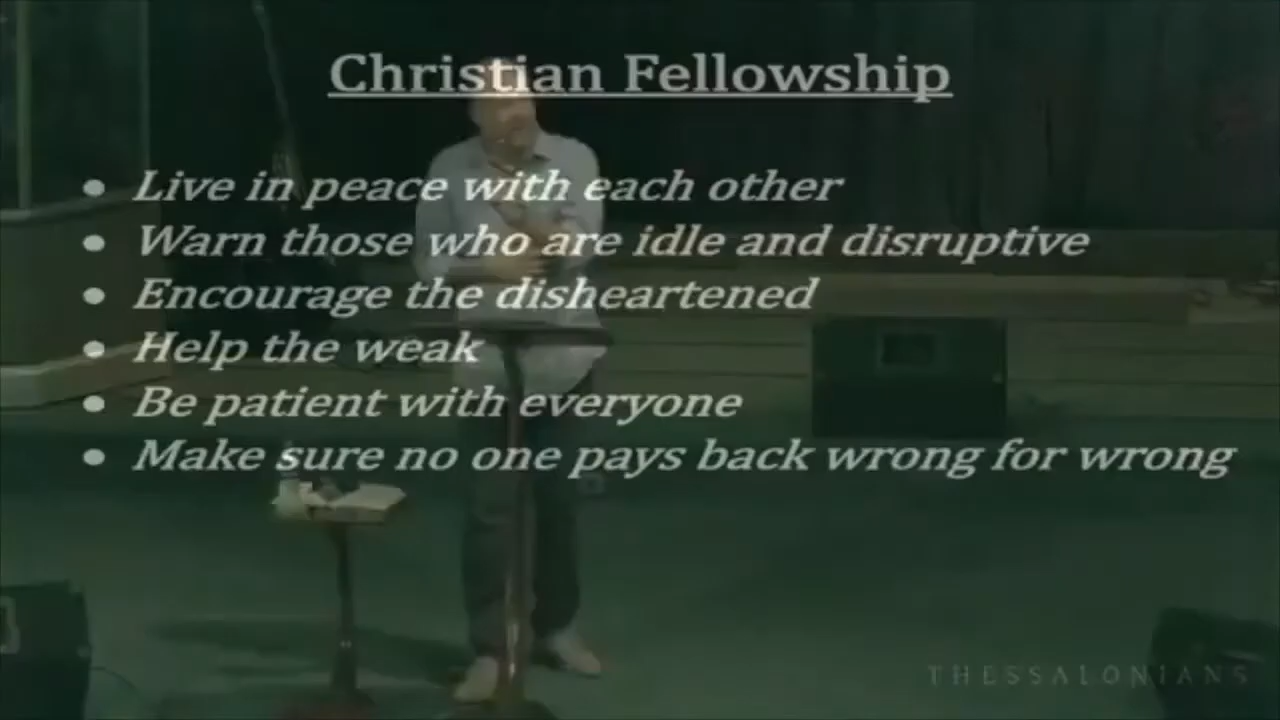 Christian Fellowship
• Live in peace with each other
• Warn those who are idle and disruptive
• Encourage the disheartened
• Help the weak
• Be patient with everyone
• Make sure no one pays back wrong for wrong
THESSALONIANS